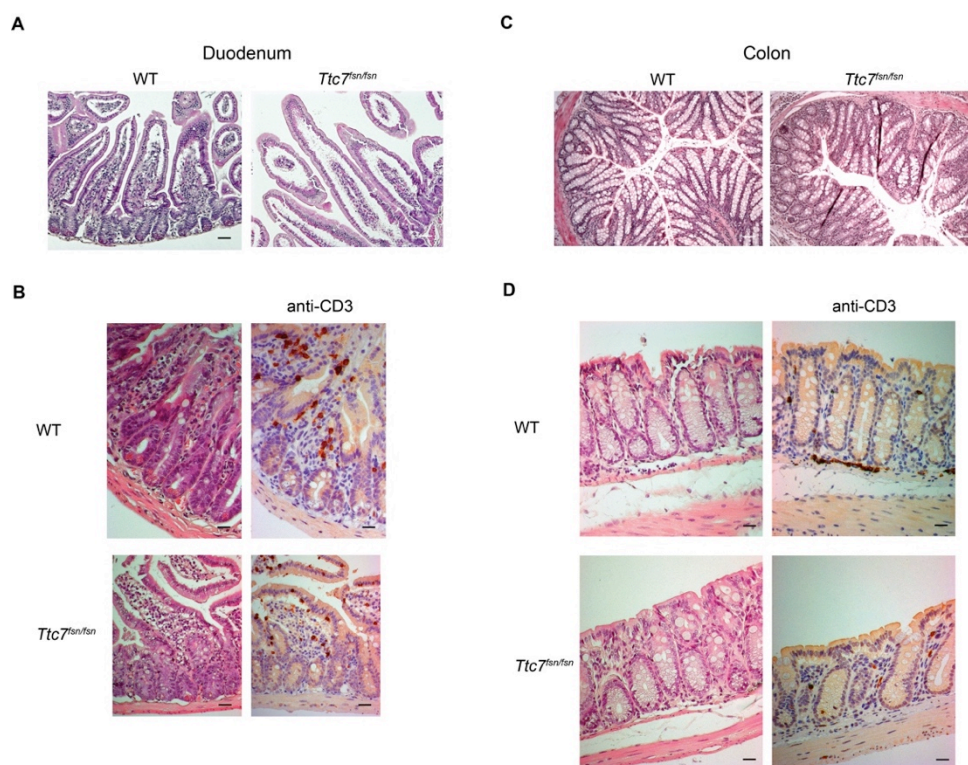 A
Duodenum
WT
Ttc7fsn/fsn
B
anti-CD3
WT
Ttc7fsn/fsn
C
Colon
WT
Ttc7fsn/fsn
D
anti-CD3
WT
Ttc7fsn/fsn